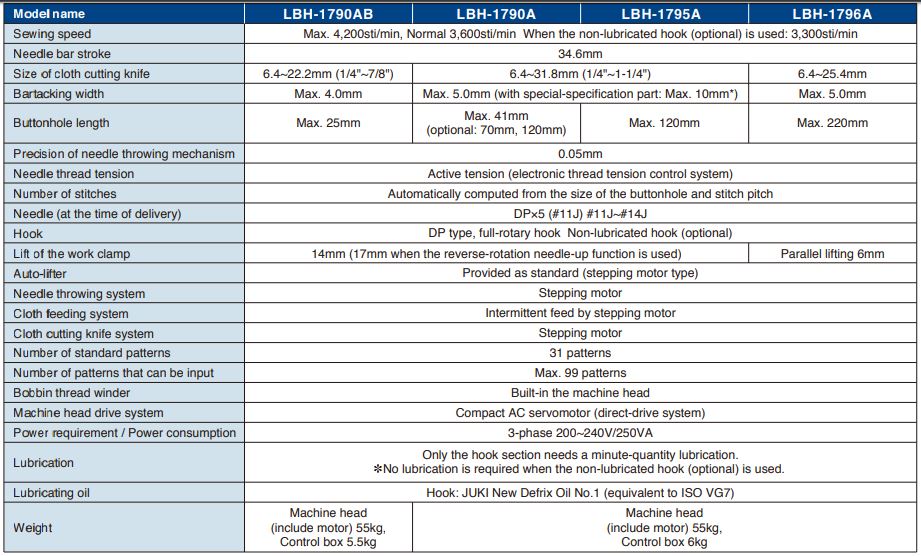 Model name LBH-1790AB LBH-1790A LBH-1795A LBH-1796A
Sewing speed Max. 4,200sti/min, Normal 3,600sti/min When the non-lubricated hook (optional) is used: 3,300sti/min
Needle bar stroke 34.6mm
Size of cloth cutting knife 6.4~22.2mm (1/4"~7/8") 6.4~31.8mm (1/4"~1-1/4") 6.4~25.4mm
Bartacking width Max. 4.0mm Max. 5.0mm (with special-specification part: Max. 10mm*) Max. 5.0mm
Buttonhole length Max. 25mm Max. 41mm
(optional: 70mm, 120mm) Max. 120mm Max. 220mm
Precision of needle throwing mechanism 0.05mm
Needle thread tension Active tension (electronic thread tension control system)
Number of stitches Automatically computed from the size of the buttonhole and stitch pitch
Needle (at the time of delivery) DP×5 (#11J) #11J~#14J
Hook DP type, full-rotary hook Non-lubricated hook (optional)
Lift of the work clamp 14mm (17mm when the reverse-rotation needle-up function is used) Parallel lifting 6mm
Auto-lifter Provided as standard (stepping motor type)
Needle throwing system Stepping motor
Cloth feeding system Intermittent feed by stepping motor
Cloth cutting knife system Stepping motor
Number of standard patterns 31 patterns
Number of patterns that can be input Max. 99 patterns
Bobbin thread winder Built-in the machine head
Machine head drive system Compact AC servomotor (direct-drive system)
Power requirement / Power consumption 3-phase 200~240V/250VA
Lubrication Only the hook section needs a minute-quantity lubrication.
✻No lubrication is required when the non-lubricated hook (optional) is used.
Lubricating oil Hook: JUKI New Defrix Oil No.1 (equivalent to ISO VG7)
Weight Machine head
(include motor) 55kg,
Control box 5.5kg
Machine head
(include motor) 55kg,
Control box 6kg